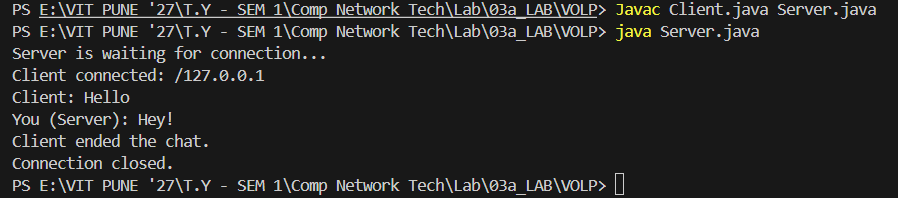 PS E:\VIT PUNE '27\T.Y - SEM 1\Comp Network Tech\Lab\03a_LAB\VOLP> Javac Client.java Server.java
PS E:\VIT PUNE '27\T.Y - SEM 1\Comp Network Tech\Lab\03a_LAB\VOLP> java Server.java
Server is waiting for connection...
Client connected: /127.0.0.1
Client: Hello
You (Server): Hey!
Client ended the chat.
Connection closed.
PS E:\VIT PUNE '27\T.Y - SEM 1\Comp Network Tech\Lab\03a_LAB\VOLP>